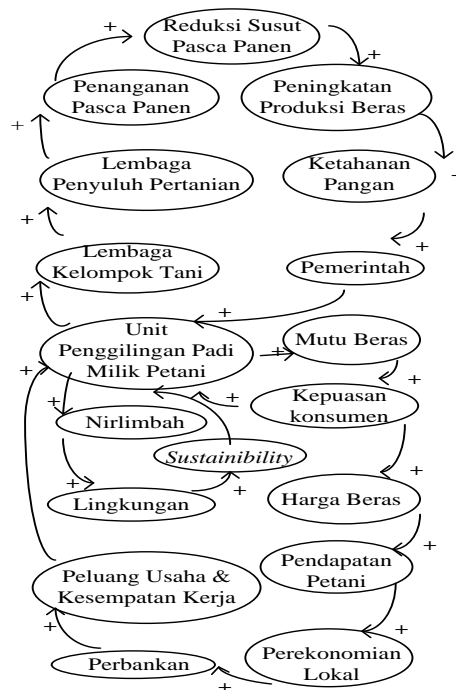 Reduksi Susut
Pasca Panen
+
+
Penanganan
Pasca Panen
Peningkatan
Produksi Beras
+
Lembaga
Penyuluh Pertanian
Ketahanan
Pangan
+
+
Lembaga
Kelompok Tani
+
Pemerintah
+
+
Unit
Penggilingan Padi
Milik Petani
+
Mutu Beras
+
+
+
Kepuasan
konsumen
+
Nirlimbah
Sustainibility
+
+
+
Lingkungan
Harga Beras
+
Peluang Usaha &
Kesempatan Kerja
Pendapatan
Petani
+
+
Perbankan
+
Perekonomian
Lokal